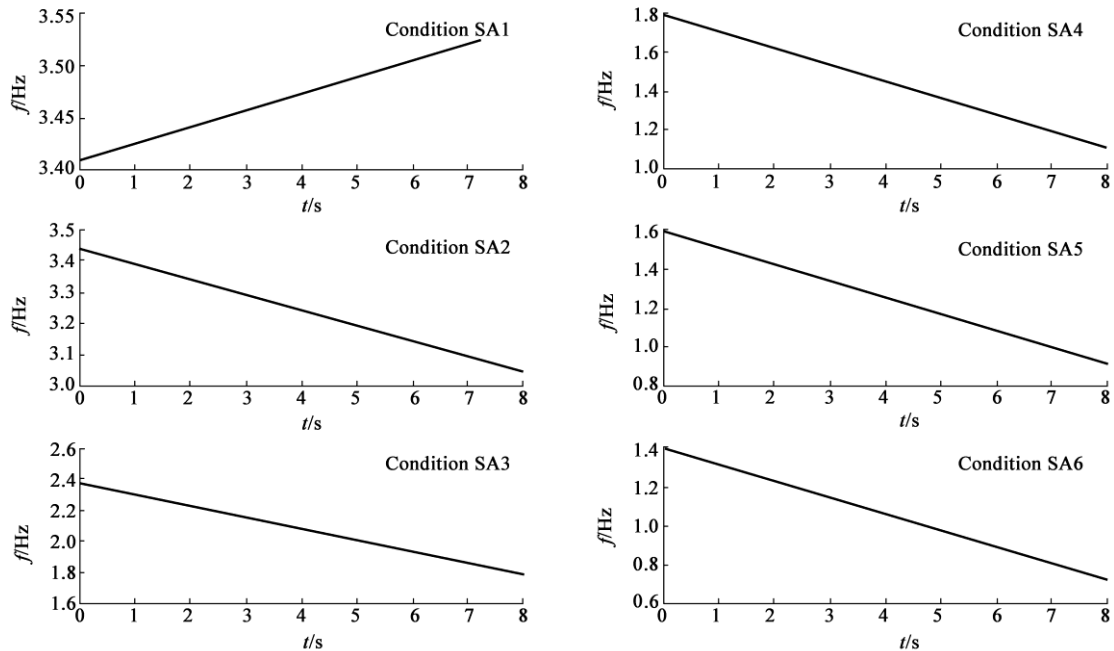 3.55
3.50
3.45
3.40
f/Hz
Condition SA1
0 1 2 3 4 5 6 7 8
t/s
3.5
3.4
3.3
3.2
3.1
3.0
f/Hz
Condition SA2
0 1 2 3 4 5 6 7 8
t/s
2.6
2.4
2.2
2.0
1.8
1.6
f/Hz
Condition SA3
0 1 2 3 4 5 6 7 8
t/s
1.8
1.6
1.4
1.2
1.0
f/Hz
Condition SA4
0 1 2 3 4 5 6 7 8
t/s
1.6
1.4
1.2
1.0
0.8
f/Hz
Condition SA5
0 1 2 3 4 5 6 7 8
t/s
1.4
1.2
1.0
0.8
0.6
f/Hz
Condition SA6
0 1 2 3 4 5 6 7 8
t/s